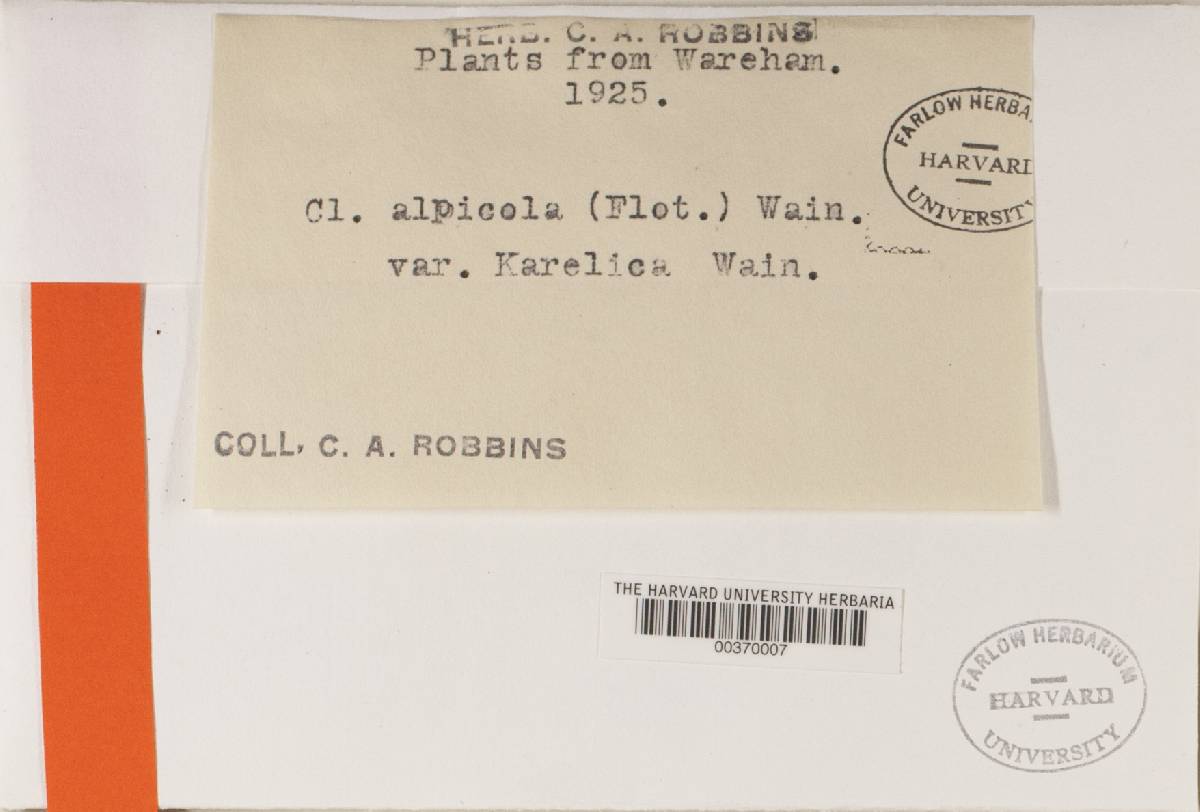 HERB. C. A. ROBBINS
Plants from Wareham.
1925.
FARLOW HERBA
HARVARD
UNIVERSITY
Cl. alpicola (Flot.) Wain.
var. Karelica Wain.
COLL. C. A. ROBBINS
THE HARVARD UNIVERSITY HERBARIA
00370007
FARLOW HERBARIUM
HARVARD
UNIVERSITY